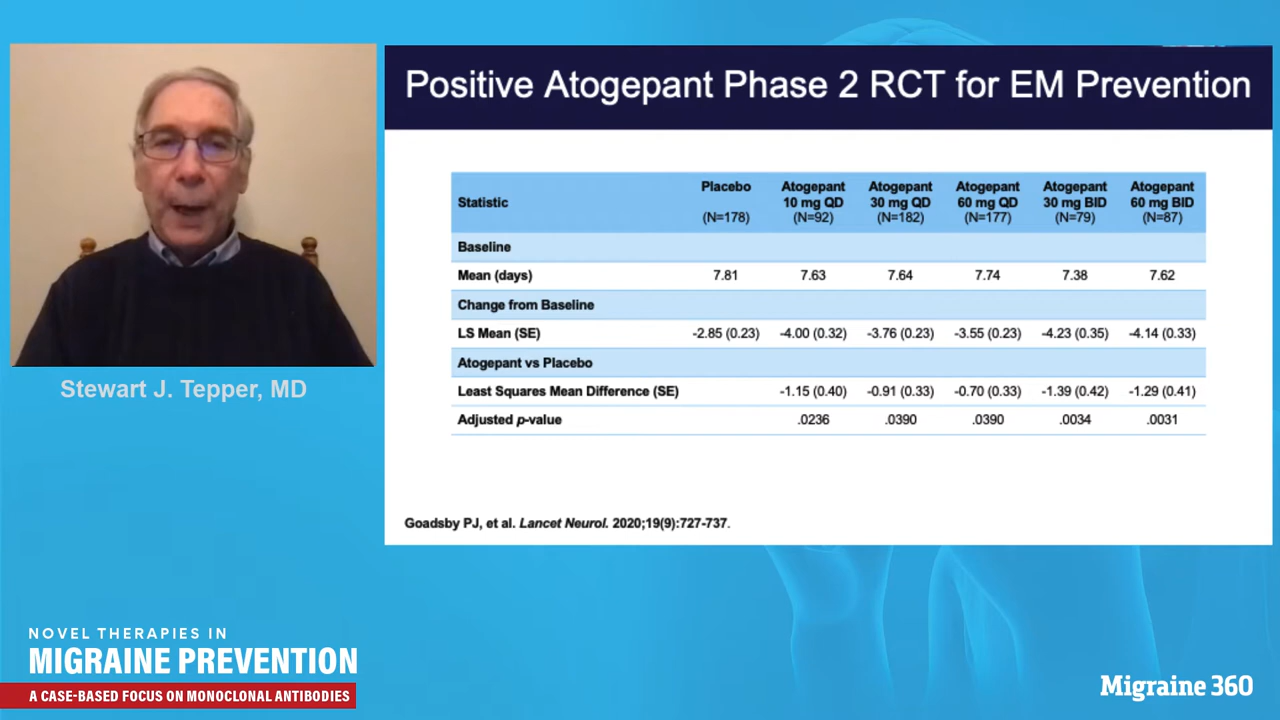 Positive Atogepant Phase 2 RCT for EM Prevention
Statistic Placebo (N=178) Atogepant 10 mg QD (N=92) Atogepant 30 mg QD (N=182) Atogepant 60 mg QD (N=177) Atogepant 30 mg BID (N=79) Atogepant 60 mg BID (N=87)
Baseline
Mean (days) 7.81 7.63 7.64 7.74 7.38 7.62
Change from Baseline
LS Mean (SE) -2.85 (0.23) -4.00 (0.32) -3.76 (0.23) -3.55 (0.23) -4.23 (0.35) -4.14 (0.33)
Atogepant vs Placebo
Least Squares Mean Difference (SE) -1.15 (0.40) -0.91 (0.33) -0.70 (0.33) -1.39 (0.42) -1.29 (0.41)
Adjusted p-value .0236 .0390 .0390 .0034 .0031
Goadsby PJ, et al. Lancet Neurol. 2020;19(9):727-737.
Stewart J. Tepper, MD
NOVEL THERAPIES IN
MIGRAINE PREVENTION
A CASE-BASED FOCUS ON MONOCLONAL ANTIBODIES
Migraine 360